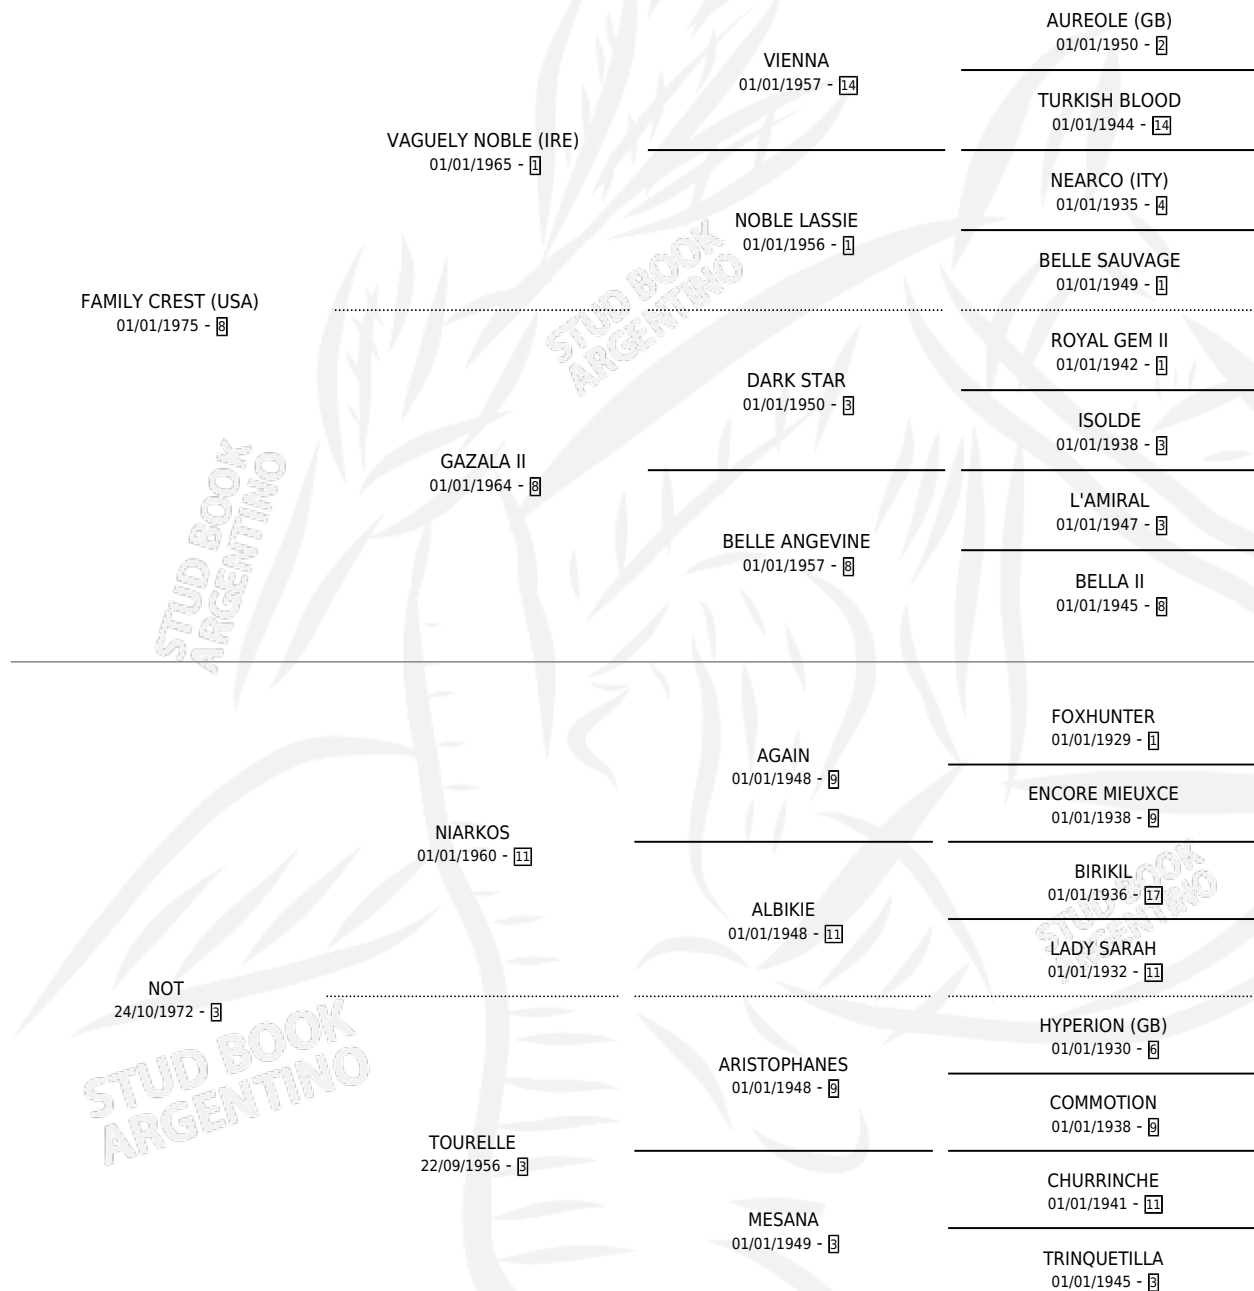 AUREOLE (GB)
01/01/1950 - 2
VIENNA
01/01/1957 - 14
TURKISH BLOOD
01/01/1944 - 14
VAGUELY NOBLE (IRE)
01/01/1965 - 1
NEARCO (ITY)
01/01/1935 - 4
NOBLE LASSIE
01/01/1956 - 1
BELLE SAUVAGE
01/01/1949 - 1
FAMILY CREST (USA)
01/01/1975 - 8
ROYAL GEM II
01/01/1942 - 1
DARK STAR
01/01/1950 - 3
ISOLDE
01/01/1938 - 3
GAZALA II
01/01/1964 - 8
L'AMIRAL
01/01/1947 - 3
BELLE ANGEVINE
01/01/1957 - 8
BELLA II
01/01/1945 - 8
FOXHUNTER
01/01/1929 - 1
AGAIN
01/01/1948 - 9
ENCORE MIEUXCE
01/01/1938 - 9
NIARKOS
01/01/1960 - 11
BIRIKIL
01/01/1936 - 17
ALBIKIE
01/01/1948 - 11
LADY SARAH
01/01/1932 - 11
NOT
24/10/1972 - 3
HYPERION (GB)
01/01/1930 - 6
ARISTOPHANES
01/01/1948 - 9
COMMOTION
01/01/1938 - 9
TOURELLE
22/09/1956 - 3
CHURRINCHE
01/01/1941 - 11
MESANA
01/01/1949 - 3
TRINQUETILLA
01/01/1945 - 3
STUD BOOK
ARGENTINO
STUD BOOK
ARGENTINO
STUD BOOK
ARGENTINO
STUD BOOK
ARGENTINO